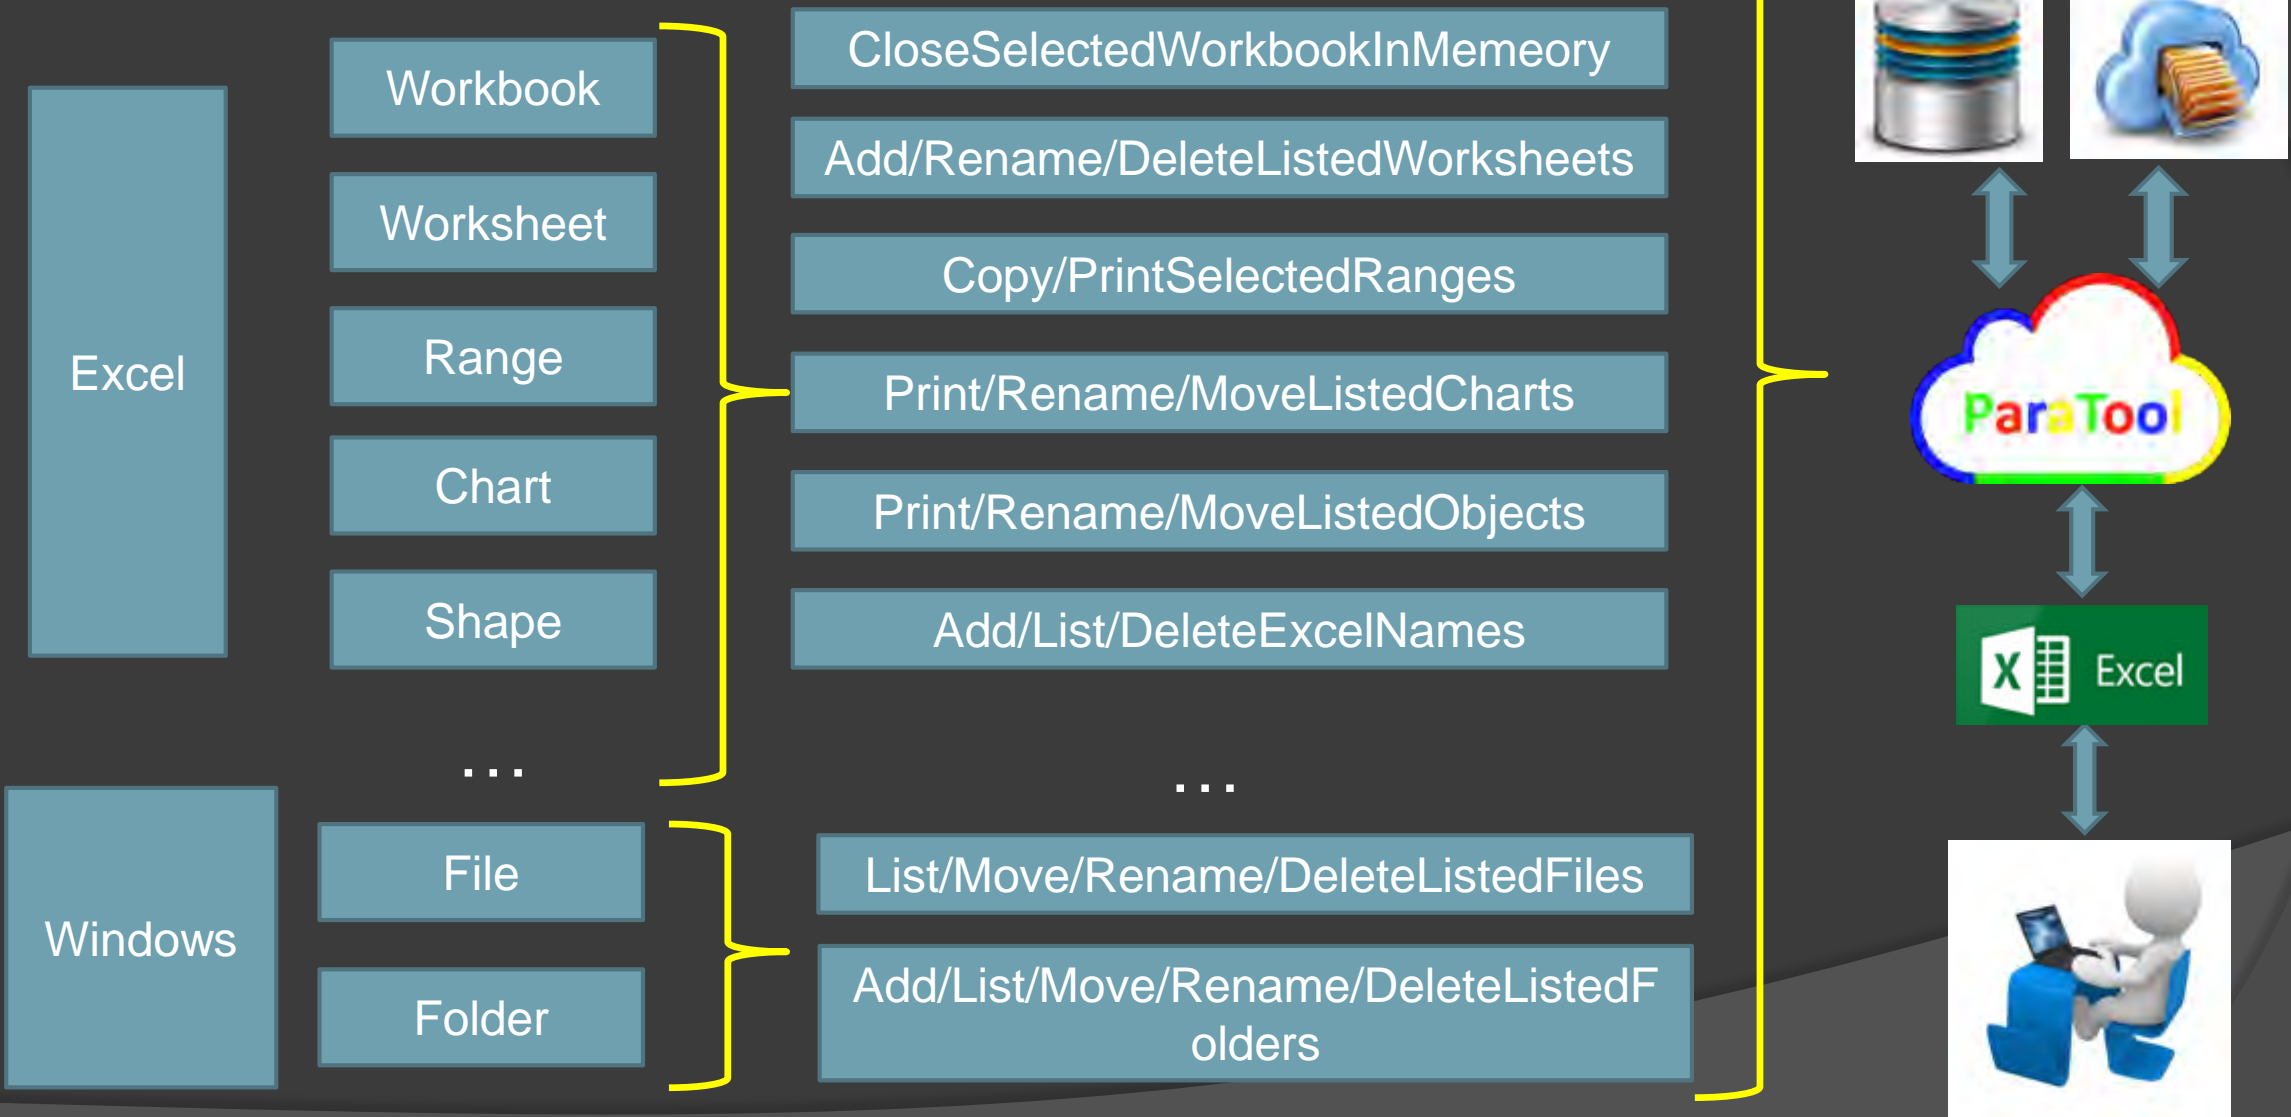 Excel
Workbook
Worksheet
Range
Chart
Shape
...
CloseSelectedWorkbookInMemeory
Add/Rename/DeleteListedWorksheets
Copy/PrintSelectedRanges
Print/Rename/MoveListedCharts
Print/Rename/MoveListedObjects
Add/List/DeleteExcelNames
...
Windows
File
Folder
List/Move/Rename/DeleteListedFiles
Add/List/Move/Rename/DeleteListedF
olders
ParaTool
X Excel